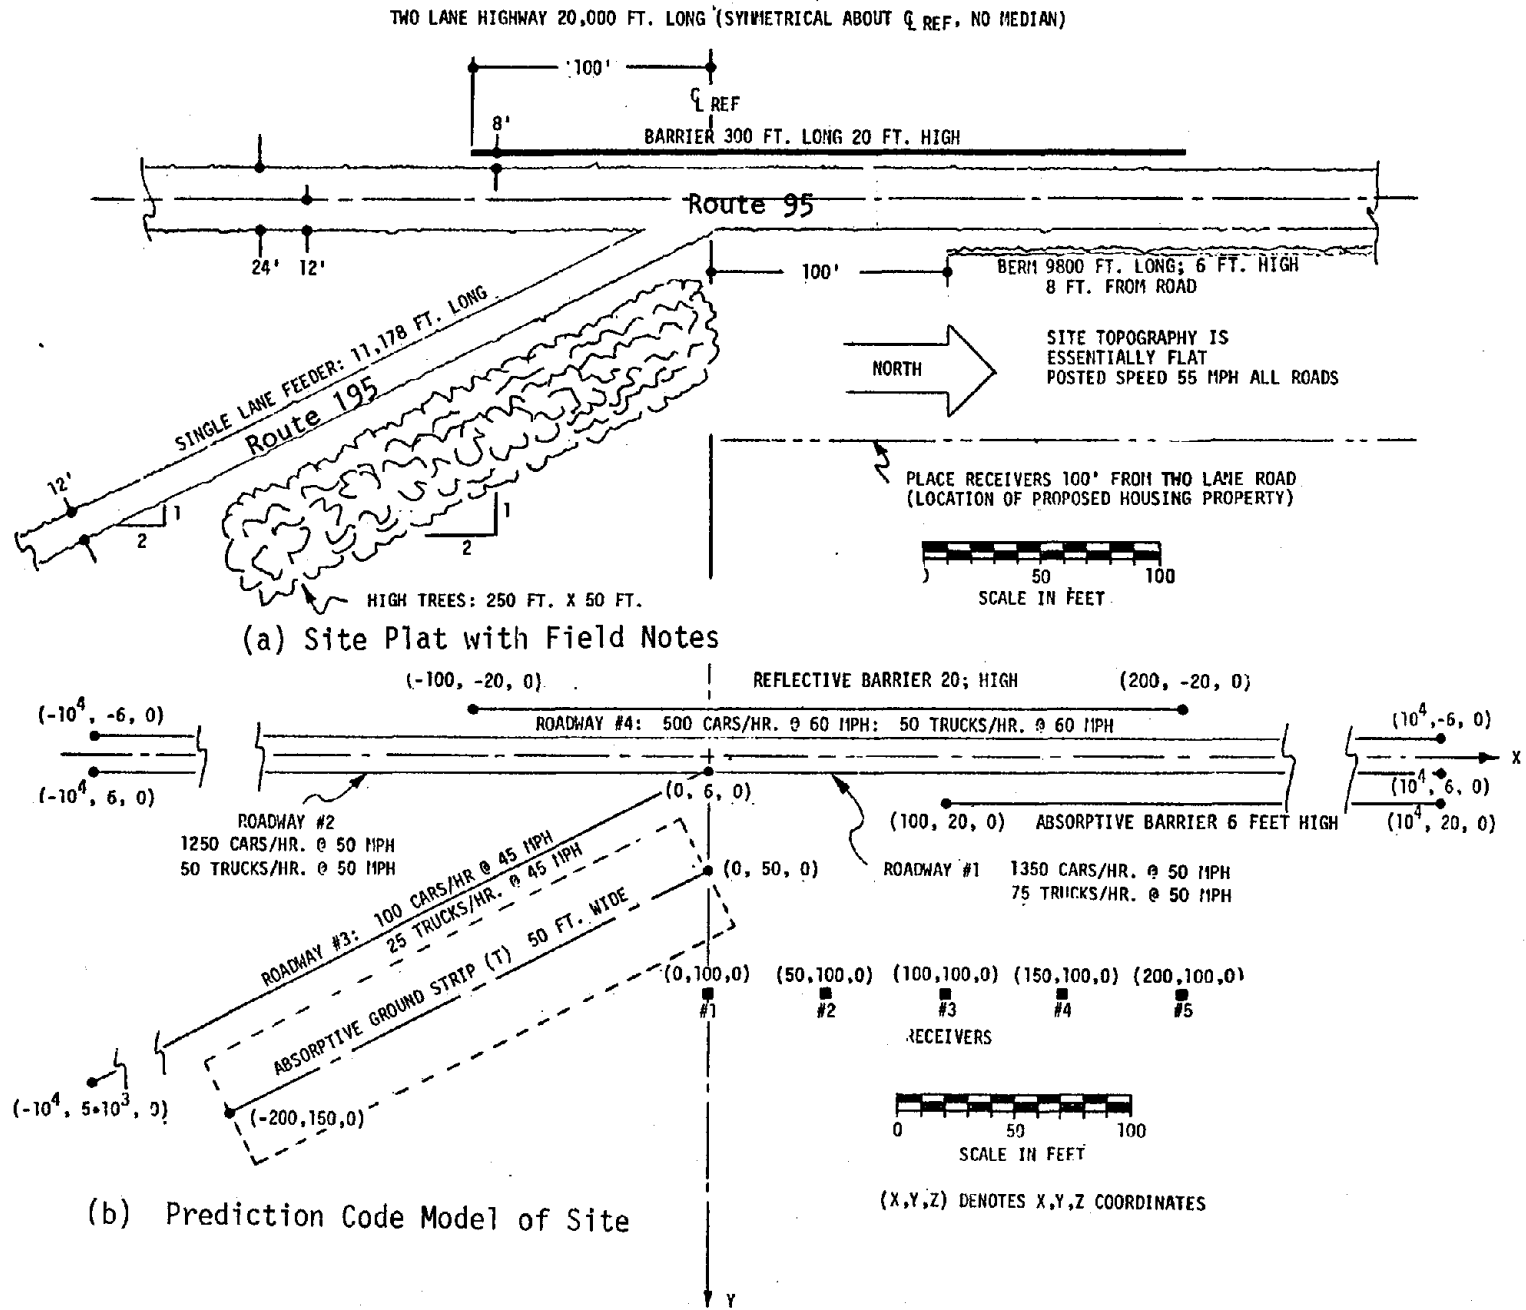 TWO LANE HIGHWAY 20,000 FT. LONG (SYMMETRICAL ABOUT ℄ REF, NO MEDIAN)
100'
℄ REF
8'
BARRIER 300 FT. LONG 20 FT. HIGH
Route 95
24'
12'
100'
BERM 9800 FT. LONG; 6 FT. HIGH
8 FT. FROM ROAD
SINGLE LANE FEEDER: 11,178 FT. LONG
Route 195
NORTH
SITE TOPOGRAPHY IS
ESSENTIALLY FLAT
POSTED SPEED 55 MPH ALL ROADS
12'
1
2
1
2
PLACE RECEIVERS 100' FROM TWO LANE ROAD
(LOCATION OF PROPOSED HOUSING PROPERTY)
50
100
SCALE IN FEET
HIGH TREES: 250 FT. X 50 FT.
(a) Site Plat with Field Notes
(-100, -20, 0)
REFLECTIVE BARRIER 20; HIGH
(200, -20, 0)
(-10⁴, -6, 0)
ROADWAY #4: 500 CARS/HR. @ 60 MPH: 50 TRUCKS/HR. @ 60 MPH
(10⁴,-6, 0)
X
(-10⁴, 6, 0)
(0, 6, 0)
(10⁴, 6, 0)
ROADWAY #2
1250 CARS/HR. @ 50 MPH
50 TRUCKS/HR. @ 50 MPH
(100, 20, 0)
ABSORPTIVE BARRIER 6 FEET HIGH
(10⁴, 20, 0)
ROADWAY #1 1350 CARS/HR. @ 50 MPH
75 TRUCKS/HR. @ 50 MPH
(0, 50, 0)
ROADWAY #3: 100 CARS/HR @ 45 MPH
25 TRUCKS/HR. @ 45 MPH
ABSORPTIVE GROUND STRIP (T) 50 FT. WIDE
(0,100,0) (50,100,0) (100,100,0) (150,100,0) (200,100,0)
#1 #2 #3 #4 #5
RECEIVERS
(-10⁴, 5•10³, 0)
(-200,150,0)
0
50
100
SCALE IN FEET
(b) Prediction Code Model of Site
(X,Y,Z) DENOTES X,Y,Z COORDINATES
Y